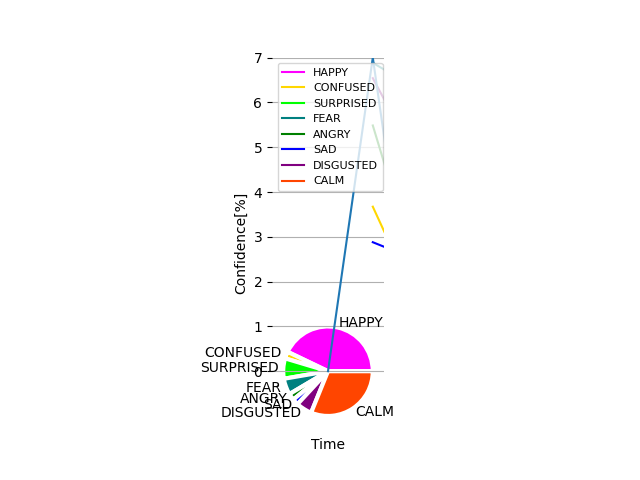 7
6
5
4
3
2
1
0
Confidence[%]
HAPPY
CONFUSED
SURPRISED
FEAR
ANGRY
SAD
DISGUSTED
CALM
HAPPY
CONFUSED
SURPRISED
FEAR
ANGRY
SAD
DISGUSTED
CALM
Time